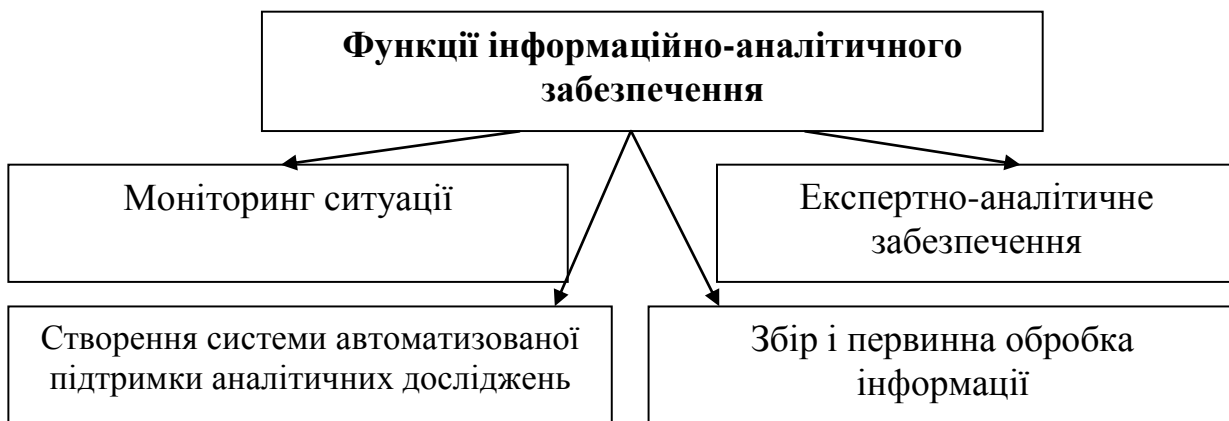 Функції інформаційно-аналітичного
забезпечення
Моніторинг ситуації
Експертно-аналітичне
забезпечення
Створення системи автоматизованої
підтримки аналітичних досліджень
Збір і первинна обробка
інформації